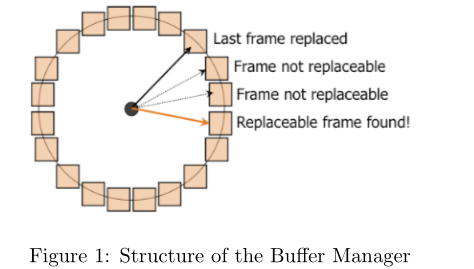 Last frame replaced
Frame not replaceable
Frame not replaceable
Replaceable frame found!
Figure 1: Structure of the Buffer Manager